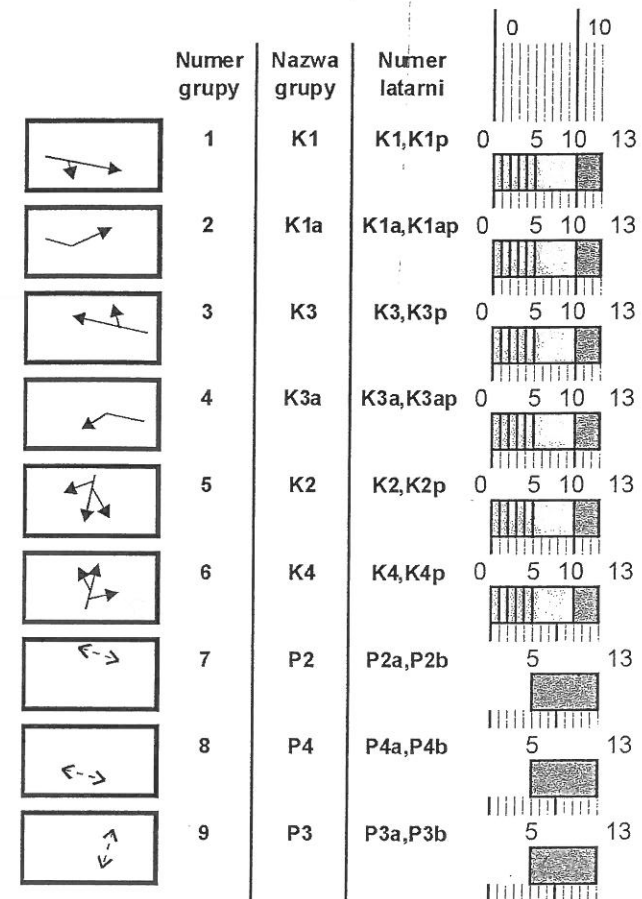 0 10
Numer Nazwa Numer
grupy grupy latarni
1 K1 K1,K1p 0 5 10 13
2 K1a K1a,K1ap 0 5 10 13
3 K3 K3,K3p 0 5 10 13
4 K3a K3a,K3ap 0 5 10 13
5 K2 K2,K2p 0 5 10 13
6 K4 K4,K4p 0 5 10 13
7 P2 P2a,P2b 5 13
8 P4 P4a,P4b 5 13
9 P3 P3a,P3b 5 13